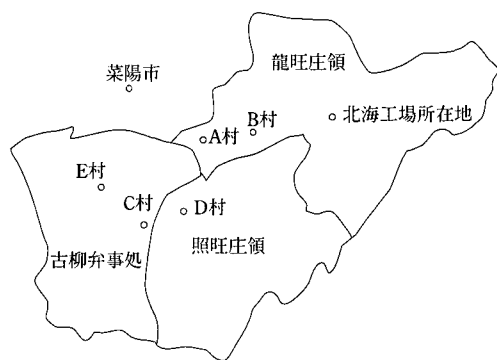 龍旺庄領
菜陽市
北海工場所在地
A村
B村
E村
C村
D村
古柳弁事処
照旺庄領